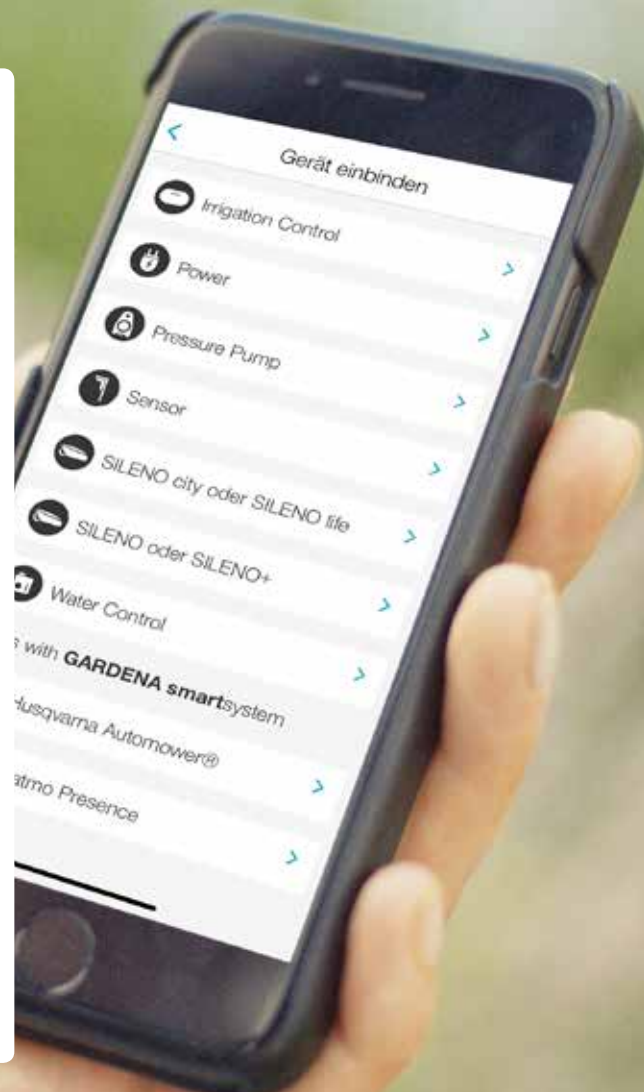 Gerät einbinden
Irrigation Control
Power
Pressure Pump
Sensor
SILENO city oder SILENO life
SILENO oder SILENO+
Water Control
with GARDENA smartsystem
Husqvarna Automower®
Presence